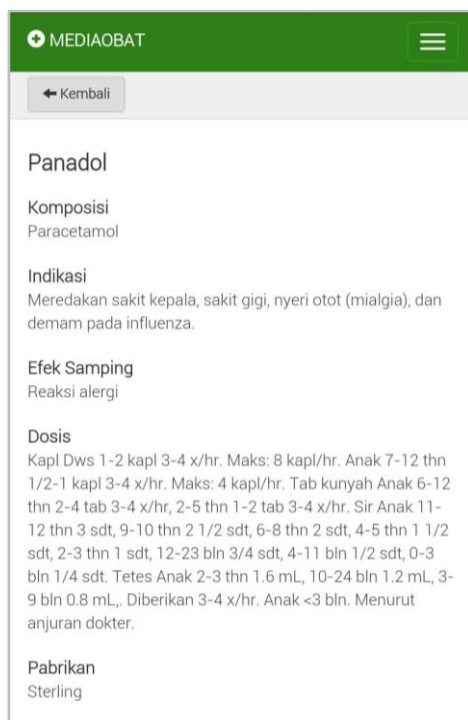 MEDIAOBAT
Kembali
Panadol
Komposisi
Paracetamol
Indikasi
Meredakan sakit kepala, sakit gigi, nyeri otot (mialgia), dan
demam pada influenza.
Efek Samping
Reaksi alergi
Dosis
Kapl Dws 1-2 kapl 3-4 x/hr. Maks: 8 kapl/hr. Anak 7-12 thn
1/2-1 kapl 3-4 x/hr. Maks: 4 kapl/hr. Tab kunyah Anak 6-12
thn 2-4 tab 3-4 x/hr, 2-5 thn 1-2 tab 3-4 x/hr. Sir Anak 11-
12 thn 3 sdt, 9-10 thn 2 1/2 sdt, 6-8 thn 2 sdt, 4-5 thn 1 1/2
sdt, 2-3 thn 1 sdt, 12-23 bln 3/4 sdt, 4-11 bln 1/2 sdt, 0-3
bln 1/4 sdt. Tetes Anak 2-3 thn 1.6 mL, 10-24 bln 1.2 mL, 3-
9 bln 0.8 mL,. Diberikan 3-4 x/hr. Anak <3 bln. Menurut
anjuran dokter.
Pabrikan
Sterling